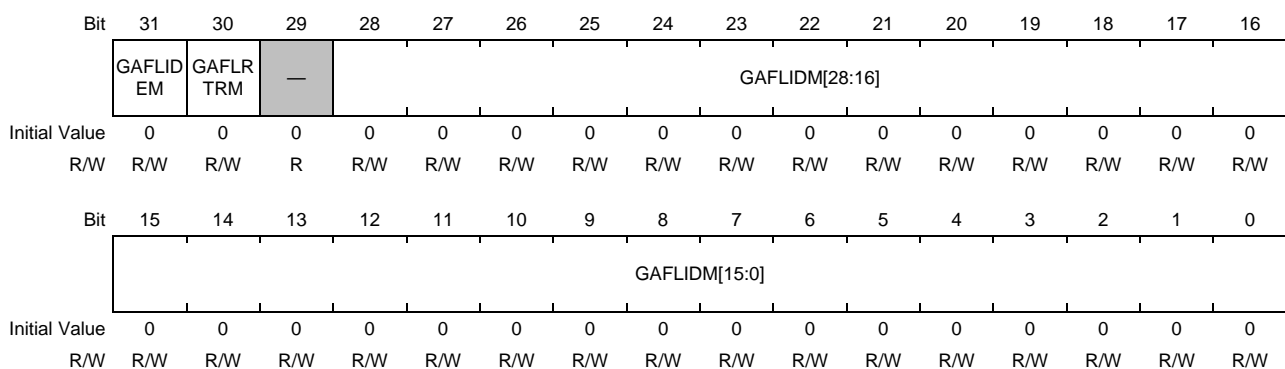 Bit 31 30 29 28 27 26 25 24 23 22 21 20 19 18 17 16
GAFLID GAFLR — GAFLIDM[28:16]
EM TRM
Initial Value 0 0 0 0 0 0 0 0 0 0 0 0 0 0 0 0
R/W R/W R/W R R/W R/W R/W R/W R/W R/W R/W R/W R/W R/W R/W R/W R/W
Bit 15 14 13 12 11 10 9 8 7 6 5 4 3 2 1 0
GAFLIDM[15:0]
Initial Value 0 0 0 0 0 0 0 0 0 0 0 0 0 0 0 0
R/W R/W R/W R/W R/W R/W R/W R/W R/W R/W R/W R/W R/W R/W R/W R/W R/W